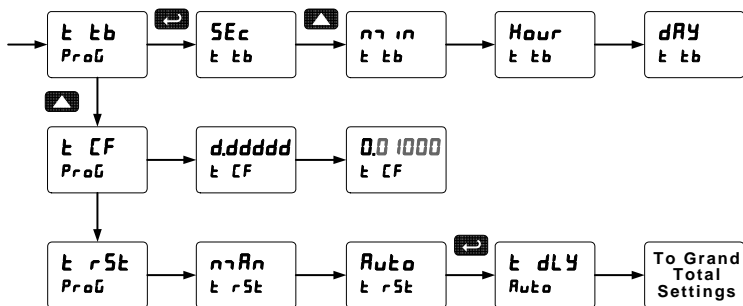 t tb
ProG
SEc
t tb
min
t tb
Hour
t tb
dAY
t tb
t CF
ProG
d.ddddd
t CF
0.01000
t CF
t rSt
ProG
mAn
t rSt
Auto
t rSt
t dLY
Auto
To Grand
Total
Settings